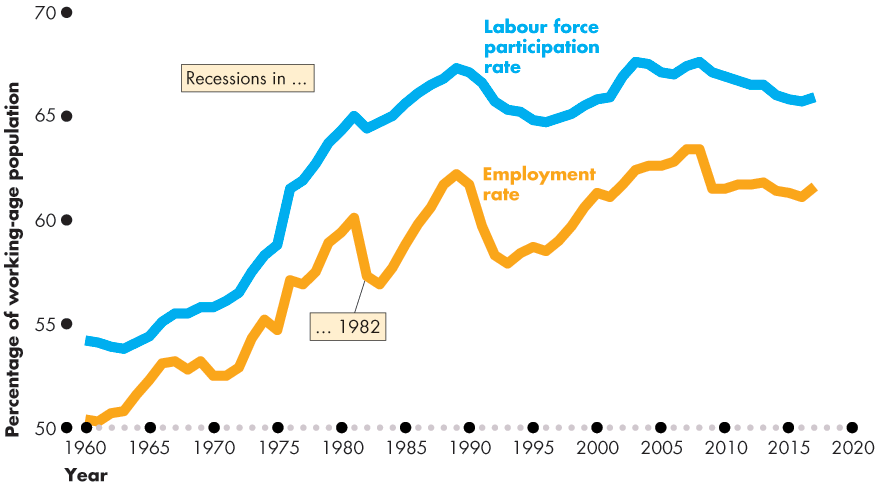 70
Labour force
participation
rate
Recessions in ...
65
Employment
rate
60
... 1982
55
50
1960 1965 1970 1975 1980 1985 1990 1995 2000 2005 2010 2015 2020
Year
Percentage of working-age population